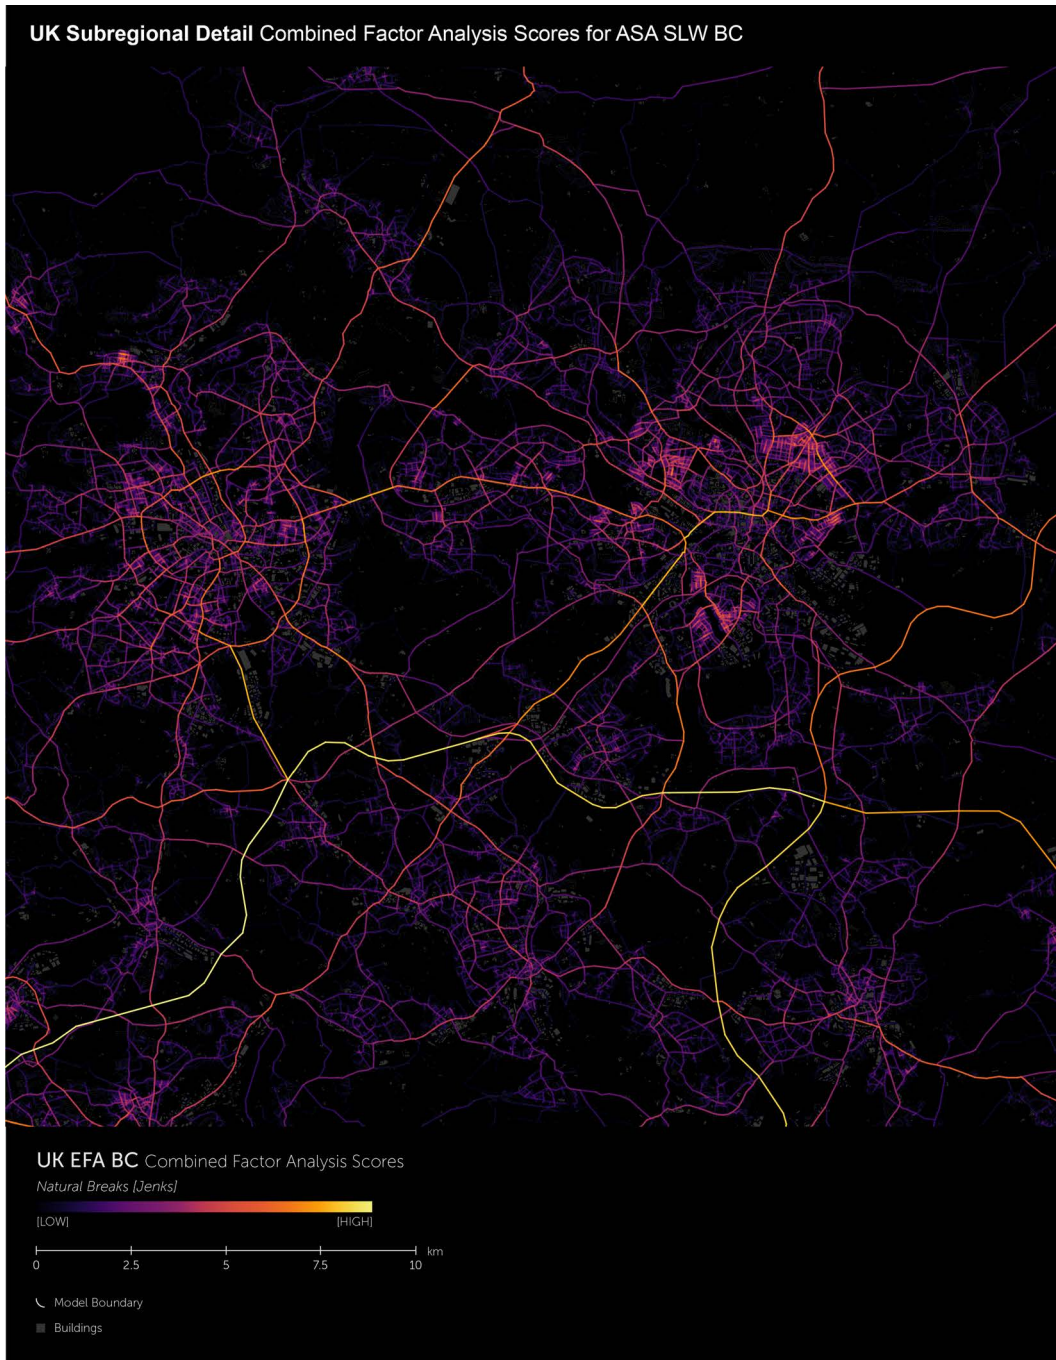 UK Subregional Detail Combined Factor Analysis Scores for ASA SLW BC
UK EFA BC Combined Factor Analysis Scores
Natural Breaks [Jenks]
[LOW] [HIGH]
km
0 2.5 5 7.5 10
Model Boundary
Buildings